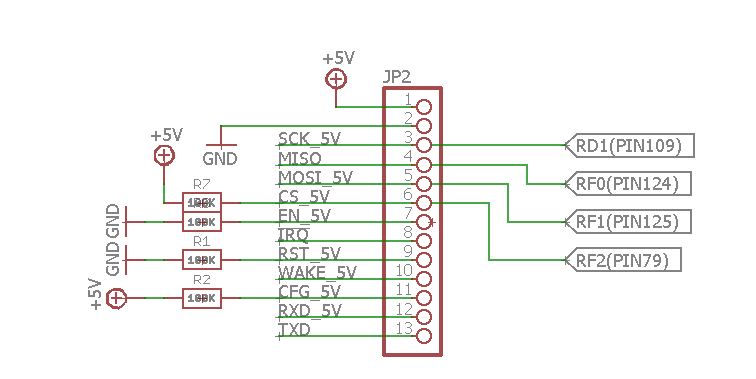 +5V
JP2
1
+5V
2
SCK_5V
3
RD1(PIN109)
GND
MISO
4
MOSI_5V
5
RF0(PIN124)
R7
100K
CS_5V
6
GND
100K
EN_5V
7
RF1(PIN125)
IRQ
8
R1
GND
100K
RST_5V
9
RF2(PIN79)
WAKE_5V
10
R2
+5V
100K
CFG_5V
11
RXD_5V
12
TXD
13